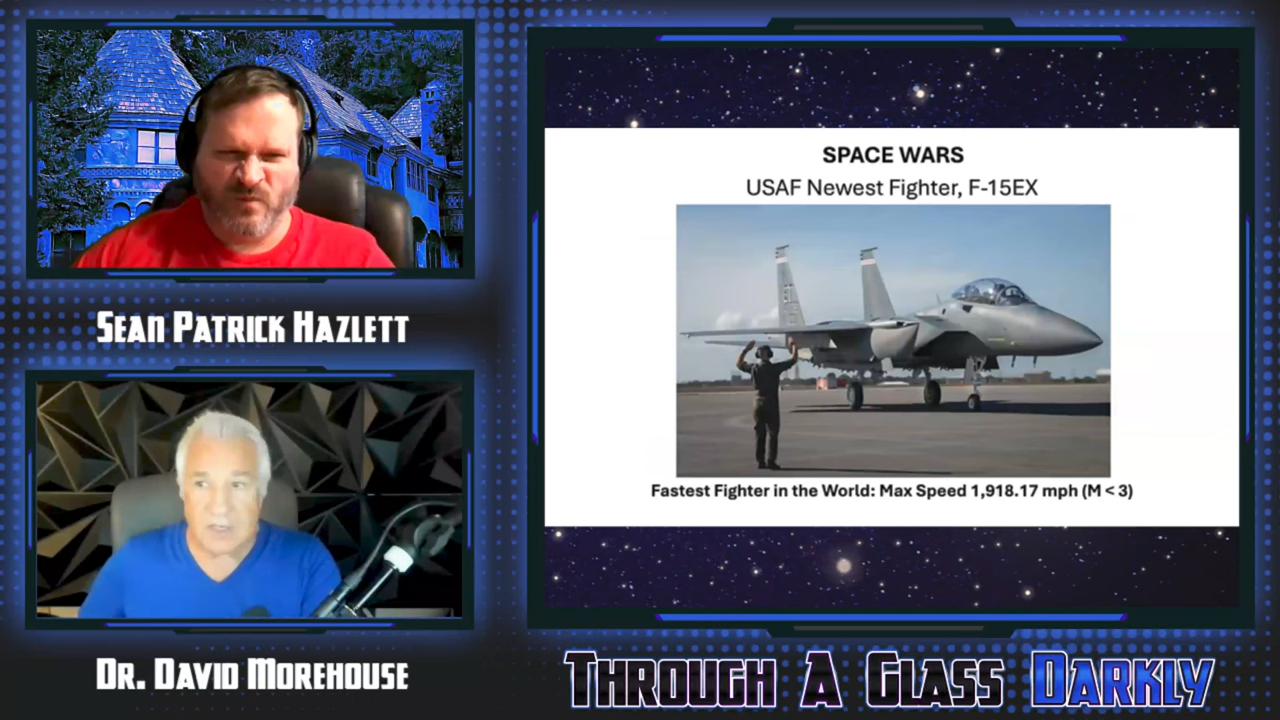 SEAN PATRICK HAZLETT
DR. DAVID MOREHOUSE
SPACE WARS
USAF Newest Fighter, F-15EX
Fastest Fighter in the World: Max Speed 1,918.17 mph (M < 3)
THROUGH A GLASS DARKLY